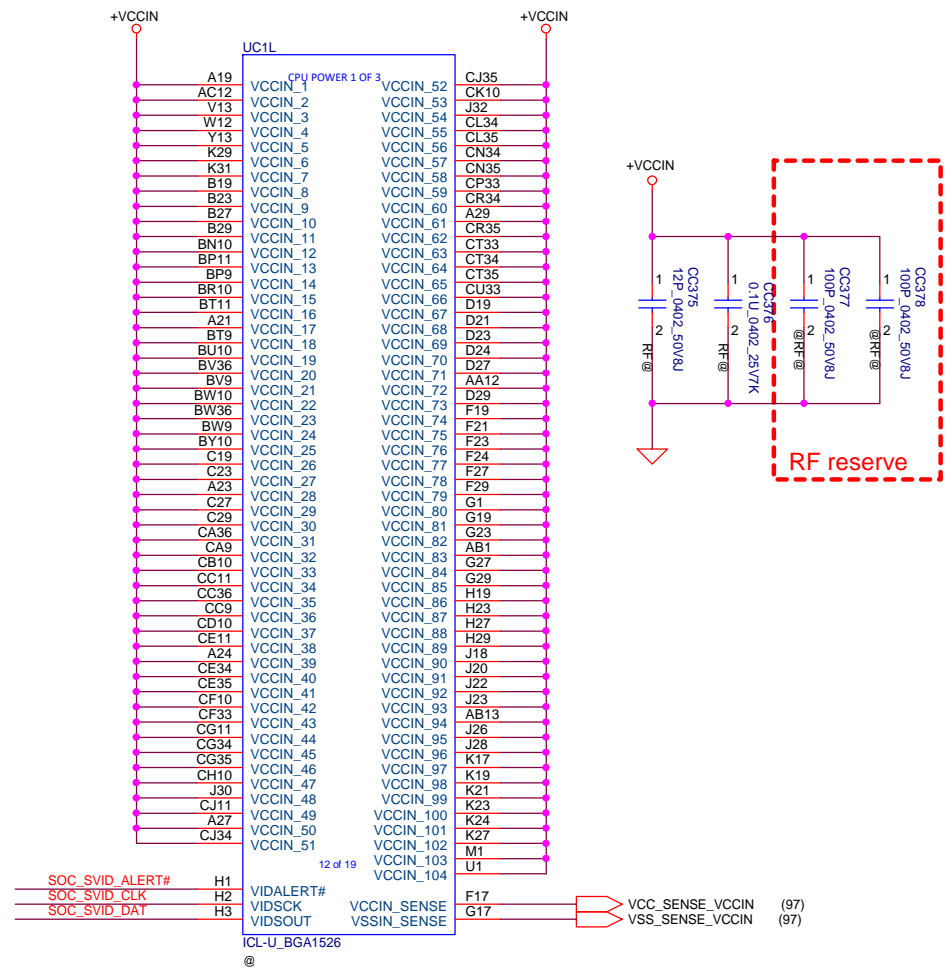 +VCCIN
+VCCIN
UC1L
CPU POWER 1 OF 3
A19 VCCIN_1
AC12 VCCIN_2
V13 VCCIN_3
W12 VCCIN_4
Y13 VCCIN_5
K29 VCCIN_6
K31 VCCIN_7
B19 VCCIN_8
B23 VCCIN_9
B27 VCCIN_10
B29 VCCIN_11
BN10 VCCIN_12
BP11 VCCIN_13
BP9 VCCIN_14
BR10 VCCIN_15
BT11 VCCIN_16
A21 VCCIN_17
BT9 VCCIN_18
BU10 VCCIN_19
BV36 VCCIN_20
BV9 VCCIN_21
BW10 VCCIN_22
BW36 VCCIN_23
BW9 VCCIN_24
BY10 VCCIN_25
C19 VCCIN_26
C23 VCCIN_27
A23 VCCIN_28
C27 VCCIN_29
C29 VCCIN_30
CA36 VCCIN_31
CA9 VCCIN_32
CB10 VCCIN_33
CC11 VCCIN_34
CC36 VCCIN_35
CC9 VCCIN_36
CD10 VCCIN_37
CE11 VCCIN_38
A24 VCCIN_39
CE34 VCCIN_40
CE35 VCCIN_41
CF10 VCCIN_42
CF33 VCCIN_43
CG11 VCCIN_44
CG34 VCCIN_45
CG35 VCCIN_46
CH10 VCCIN_47
J30 VCCIN_48
CJ11 VCCIN_49
A27 VCCIN_50
CJ34 VCCIN_51
VCCIN_52 CJ35
VCCIN_53 CK10
VCCIN_54 J32
VCCIN_55 CL34
VCCIN_56 CL35
VCCIN_57 CN34
VCCIN_58 CN35
VCCIN_59 CP33
VCCIN_60 CR34
VCCIN_61 A29
VCCIN_62 CR35
VCCIN_63 CT33
VCCIN_64 CT34
VCCIN_65 CT35
VCCIN_66 CU33
VCCIN_67 D19
VCCIN_68 D21
VCCIN_69 D23
VCCIN_70 D24
VCCIN_71 D27
VCCIN_72 AA12
VCCIN_73 D29
VCCIN_74 F19
VCCIN_75 F21
VCCIN_76 F23
VCCIN_77 F24
VCCIN_78 F27
VCCIN_79 F29
VCCIN_80 G1
VCCIN_81 G19
VCCIN_82 G23
VCCIN_83 AB1
VCCIN_84 G27
VCCIN_85 G29
VCCIN_86 H19
VCCIN_87 H23
VCCIN_88 H27
VCCIN_89 H29
VCCIN_90 J18
VCCIN_91 J20
VCCIN_92 J22
VCCIN_93 J23
VCCIN_94 AB13
VCCIN_95 J26
VCCIN_96 J28
VCCIN_97 K17
VCCIN_98 K19
VCCIN_99 K21
VCCIN_100 K23
VCCIN_101 K24
VCCIN_102 K27
VCCIN_103 M1
VCCIN_104 U1
12 of 19
SOC_SVID_ALERT# H1 VIDALERT#
SOC_SVID_CLK H2 VIDSCK
SOC_SVID_DAT H3 VIDSOUT
VCCIN_SENSE F17 VCC_SENSE_VCCIN (97)
VSSIN_SENSE G17 VSS_SENSE_VCCIN (97)
ICL-U_BGA1526
@
+VCCIN
1 2
CC375
12P_0402_50V8J
RF@
1 2
CC376
0.1U_0402_25V7K
RF@
1 2
CC377
100P_0402_50V8J
@RF@
1 2
CC378
100P_0402_50V8J
@RF@
RF reserve